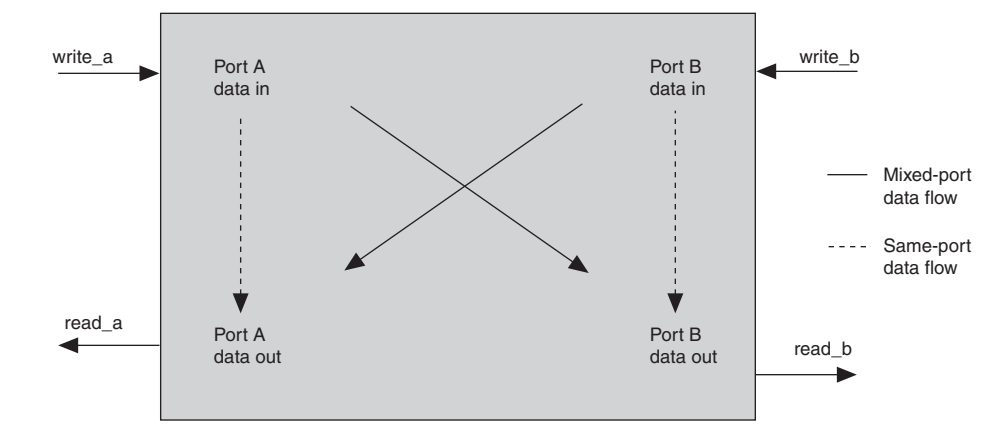 write_a
Port A
data in
Port B
data in
write_b
Mixed-port
data flow
Same-port
data flow
read_a
Port A
data out
Port B
data out
read_b